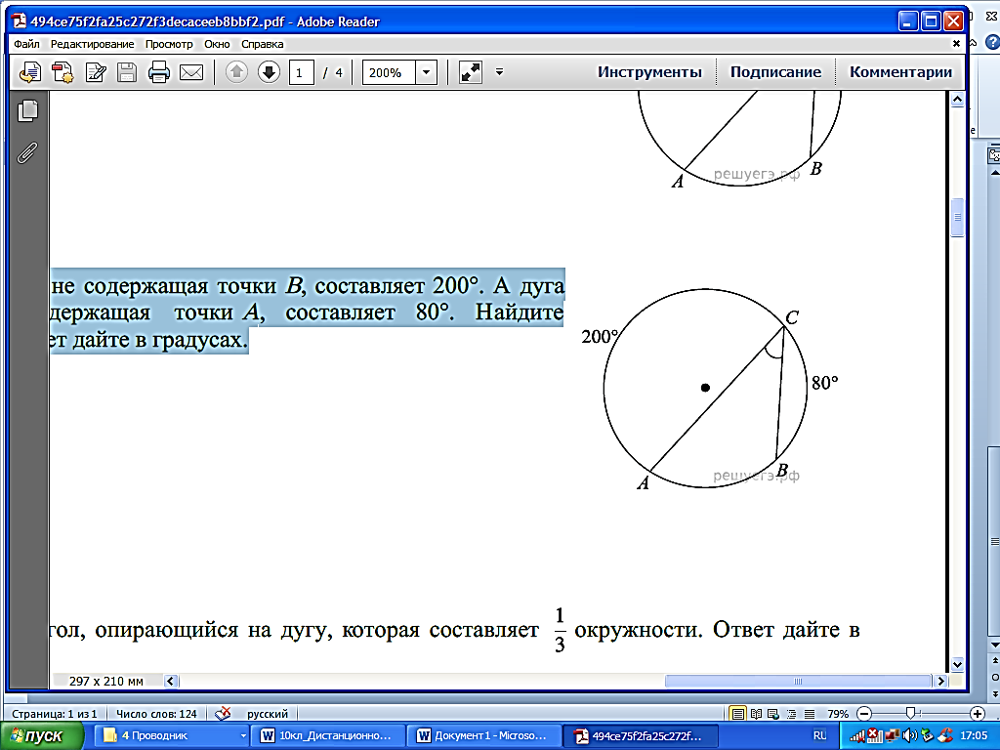 494ce75f2fa25c272f3decaceeb8bbf2.pdf - Adobe Reader
Файл Редактирование Просмотр Окно Справка
1 / 4 200% Инструменты Подписание Комментарии
решуегэ.рф
A B
не содержащая точки B, составляет 200°. А дуга
держащая точки A, составляет 80°. Найдите
ет дайте в градусах.
C
200°
80°
A B
решуегэ.рф
гол, опирающийся на дугу, которая составляет 1/3 окружности. Ответ дайте в
297 x 210 мм
Страница: 1 из 1 Число слов: 124 русский 79%
пуск 4 Проводник 10кл_Дистанционно... Документ1 - Microso... 494ce75f2fa25c272f... RU 17:05